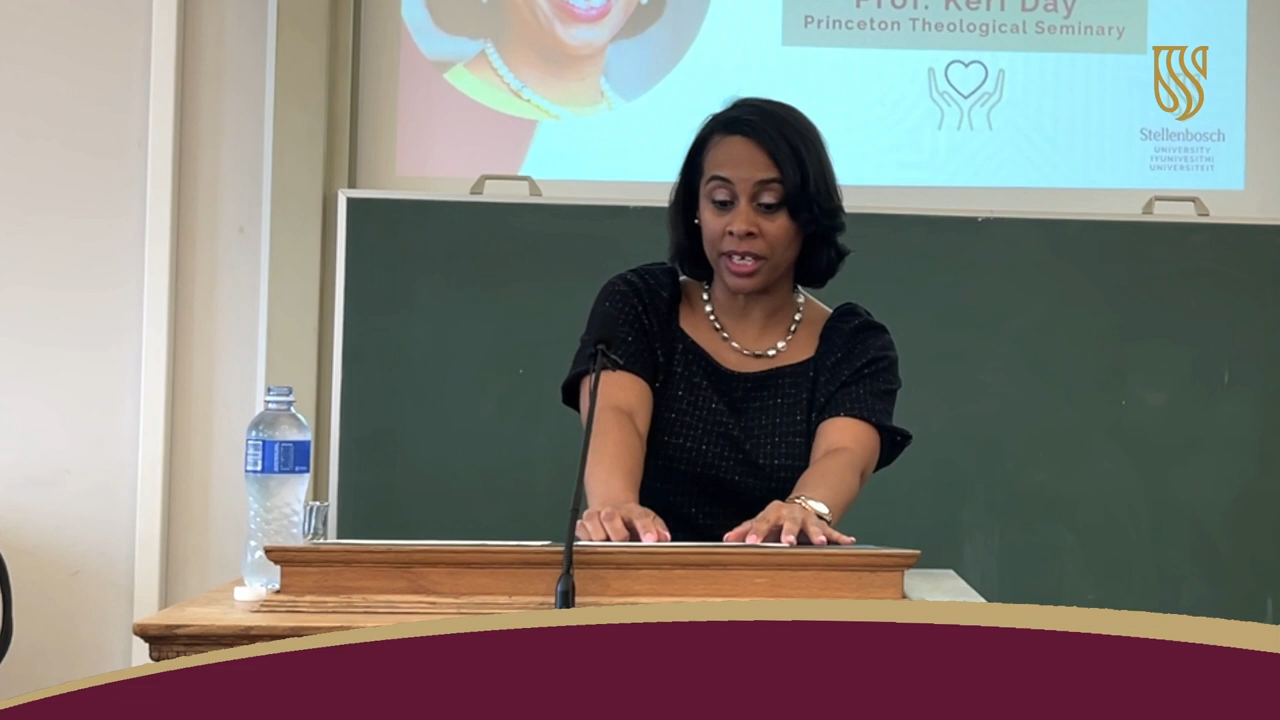 Prof. Keri Day
Princeton Theological Seminary
Stellenbosch
UNIVERSITY
IYUNIVESITHI
UNIVERSITEIT